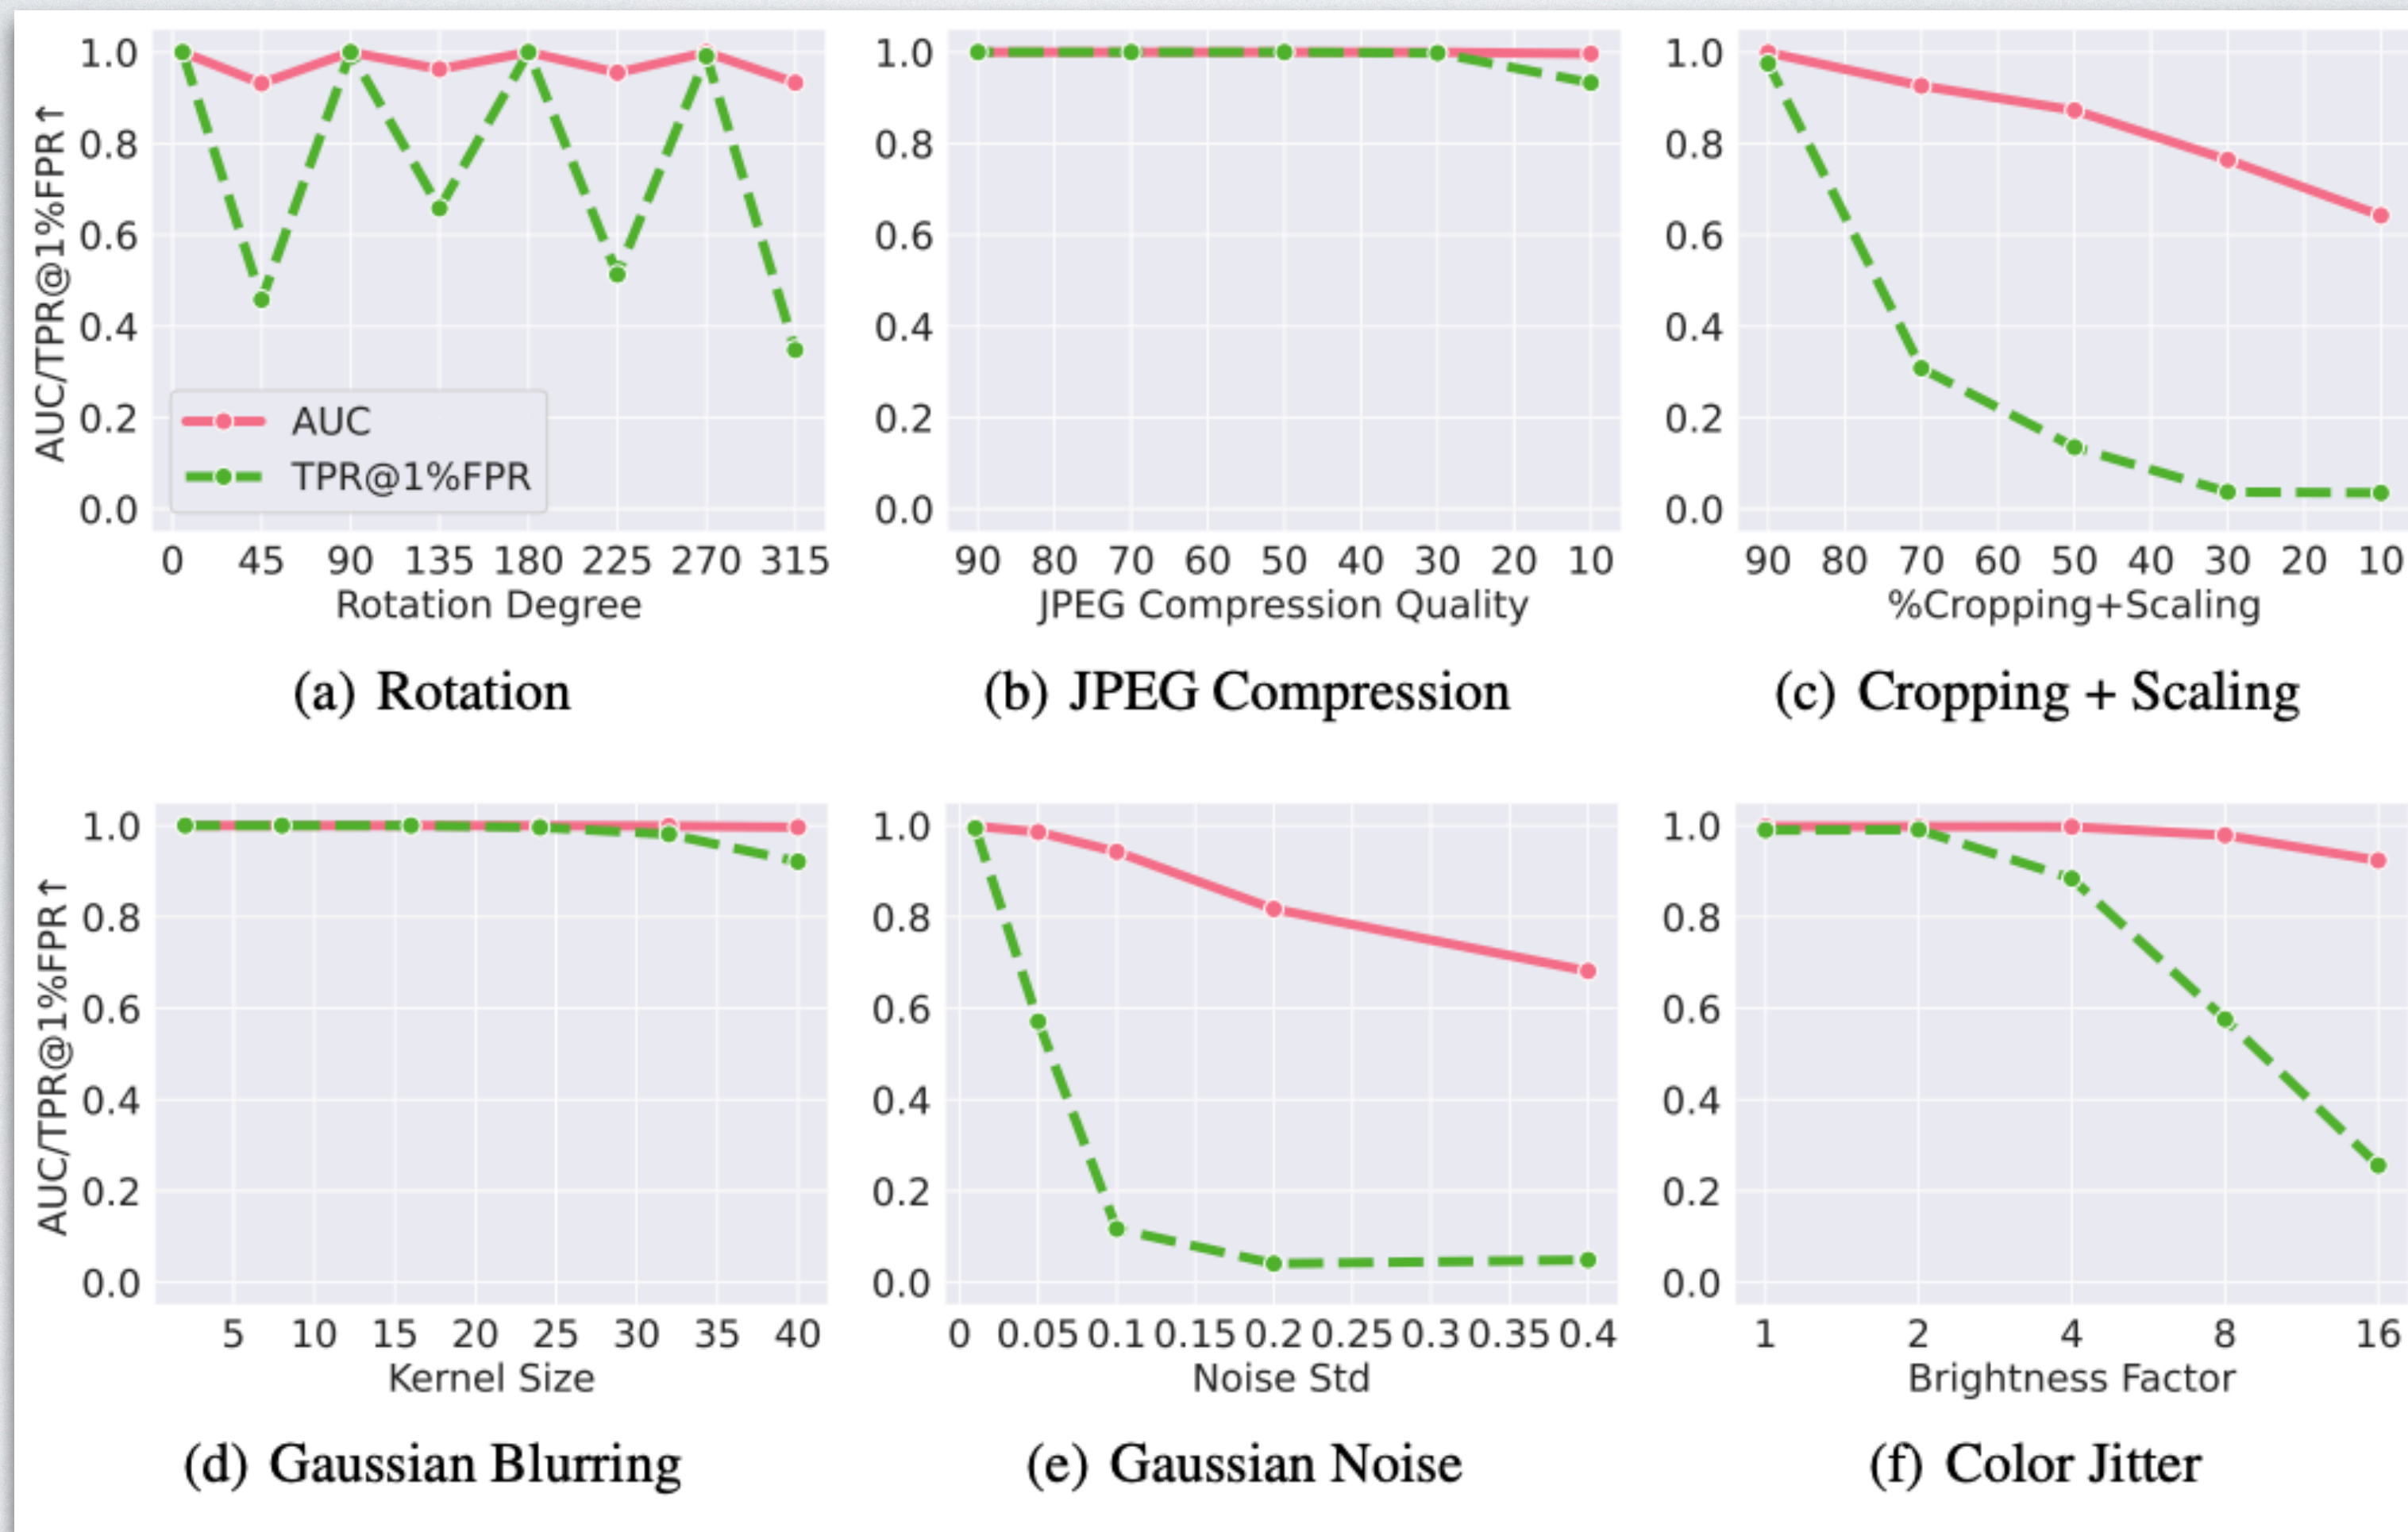 AUC/TPR@1%FPR↑
1.0
0.8
0.6
0.4
0.2
0.0
AUC
TPR@1%FPR
0 45 90 135 180 225 270 315
Rotation Degree
(a) Rotation
1.0
0.8
0.6
0.4
0.2
0.0
90 80 70 60 50 40 30 20 10
JPEG Compression Quality
(b) JPEG Compression
1.0
0.8
0.6
0.4
0.2
0.0
90 80 70 60 50 40 30 20 10
%Cropping+Scaling
(c) Cropping + Scaling
AUC/TPR@1%FPR↑
1.0
0.8
0.6
0.4
0.2
0.0
5 10 15 20 25 30 35 40
Kernel Size
(d) Gaussian Blurring
1.0
0.8
0.6
0.4
0.2
0.0
0 0.05 0.1 0.15 0.2 0.25 0.3 0.35 0.4
Noise Std
(e) Gaussian Noise
1.0
0.8
0.6
0.4
0.2
0.0
1 2 4 8 16
Brightness Factor
(f) Color Jitter